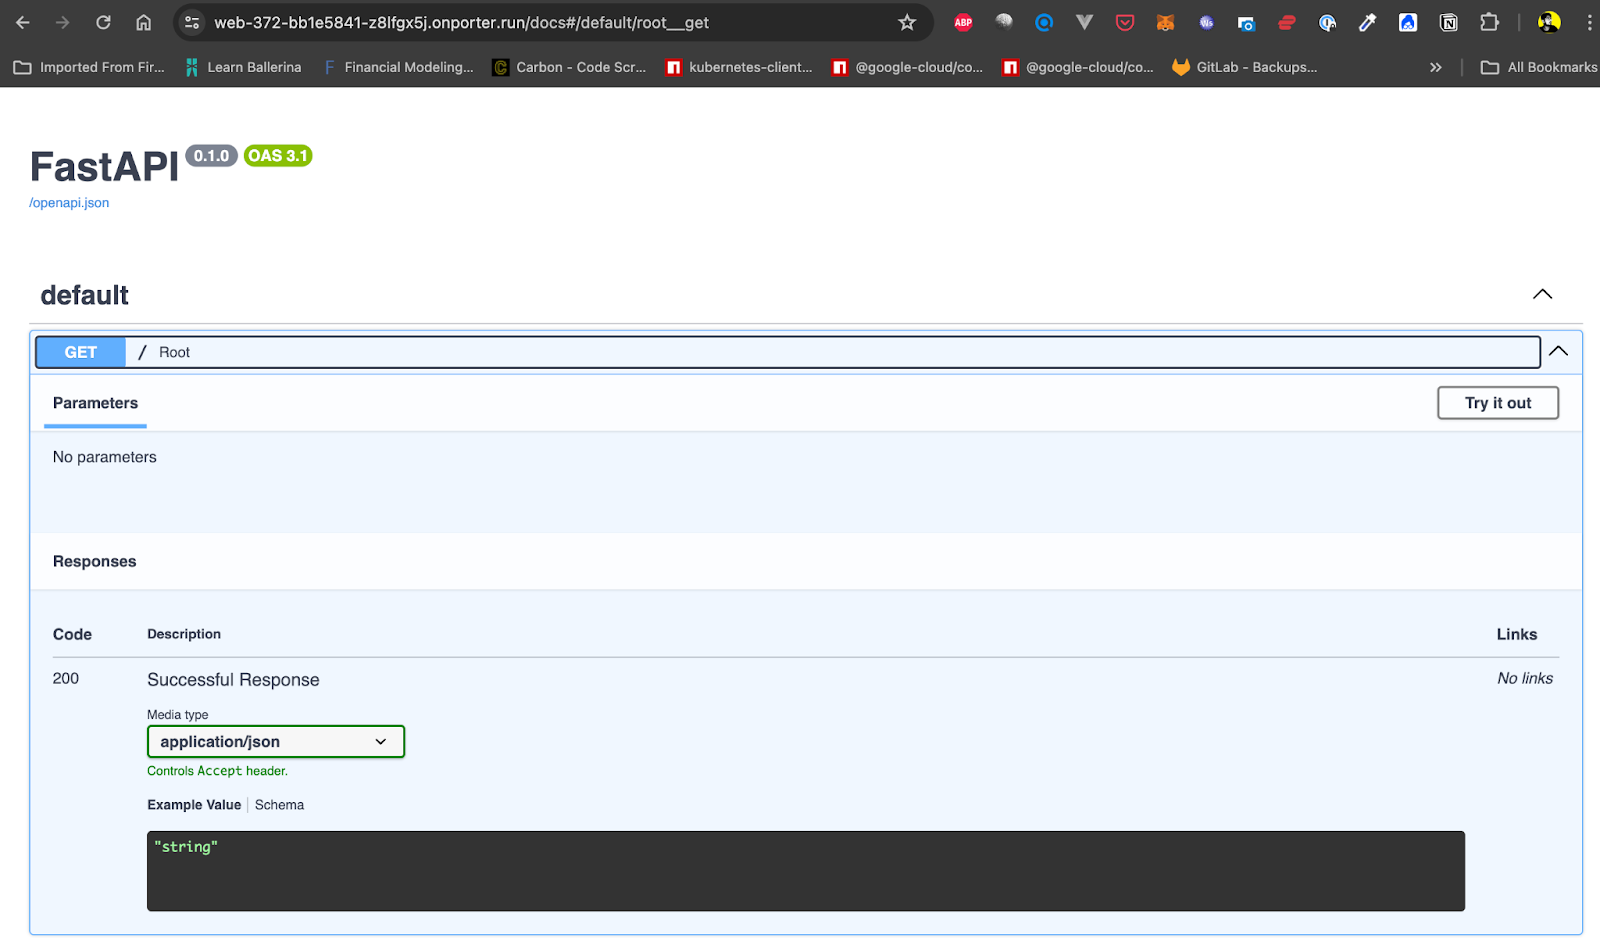 web-372-bb1e5841-z8lfgx5j.onporter.run/docs#/default/root__get
ABP
Imported From Fir...
Learn Ballerina
Financial Modeling...
Carbon - Code Scr...
kubernetes-client...
@google-cloud/co...
@google-cloud/co...
GitLab - Backups...
»
All Bookmarks
FastAPI 0.1.0 OAS 3.1
/openapi.json
default
GET / Root
Parameters
Try it out
No parameters
Responses
Code Description Links
200 Successful Response No links
Media type
application/json
Controls Accept header.
Example Value | Schema
"string"